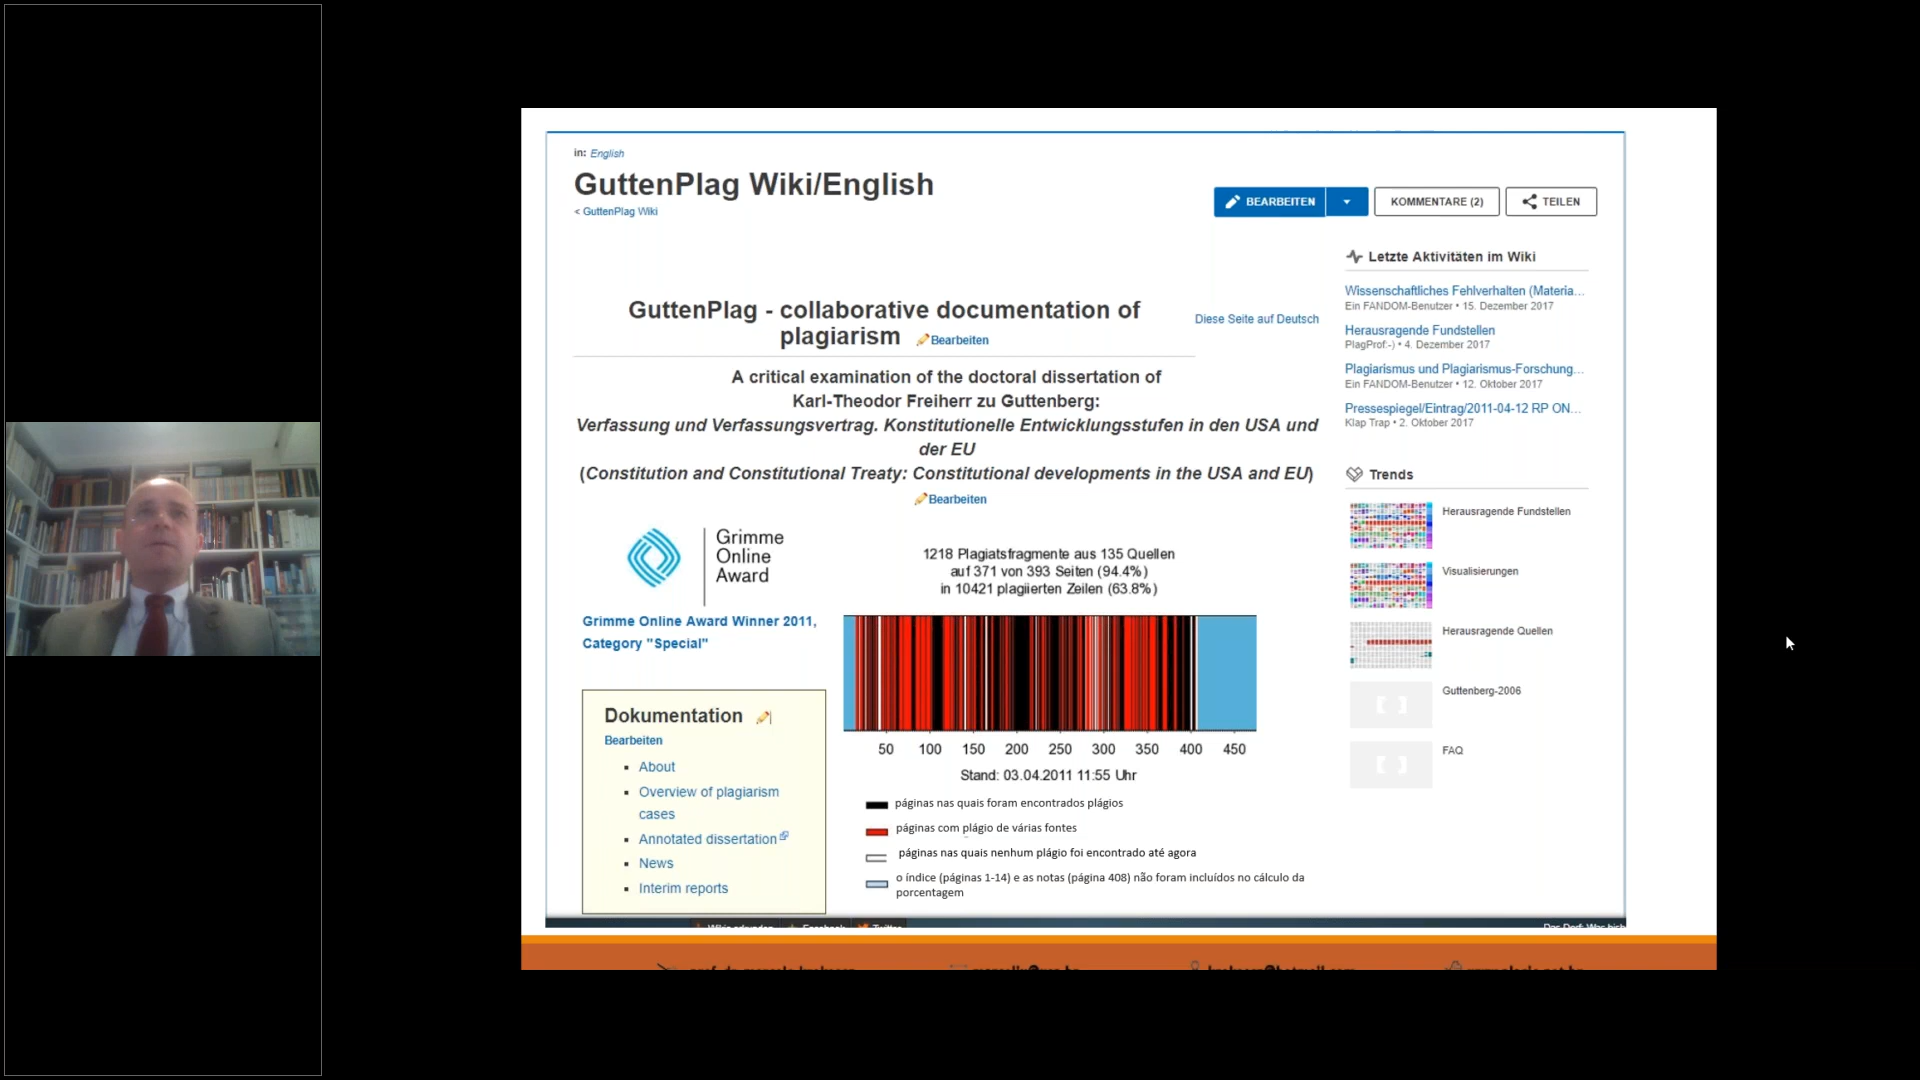 in: English
GuttenPlag Wiki/English
< GuttenPlag Wiki
BEARBEITEN
KOMMENTARE (2)
TEILEN
GuttenPlag - collaborative documentation of
plagiarism Bearbeiten
Diese Seite auf Deutsch
A critical examination of the doctoral dissertation of
Karl-Theodor Freiherr zu Guttenberg:
Verfassung und Verfassungsvertrag. Konstitutionelle Entwicklungsstufen in den USA und
der EU
(Constitution and Constitutional Treaty: Constitutional developments in the USA and EU)
Bearbeiten
Grimme
Online
Award
Grimme Online Award Winner 2011,
Category "Special"
1218 Plagiatsfragmente aus 135 Quellen
auf 371 von 393 Seiten (94.4%)
in 10421 plagiierten Zeilen (63.8%)
50 100 150 200 250 300 350 400 450
Stand: 03.04.2011 11:55 Uhr
páginas nas quais foram encontrados plágios
páginas com plágio de várias fontes
páginas nas quais nenhum plágio foi encontrado até agora
o índice (páginas 1-14) e as notas (página 408) não foram incluídos no cálculo da
porcentagem
Dokumentation
Bearbeiten
About
Overview of plagiarism
cases
Annotated dissertation
News
Interim reports
Letzte Aktivitäten im Wiki
Wissenschaftliches Fehlverhalten (Materia...
Ein FANDOM-Benutzer • 15. Dezember 2017
Herausragende Fundstellen
PlagProf:-) • 4. Dezember 2017
Plagiarismus und Plagiarismus-Forschung...
Ein FANDOM-Benutzer • 12. Oktober 2017
Pressespiegel/Eintrag/2011-04-12 RP ON...
Klap Trap • 2. Oktober 2017
Trends
Herausragende Fundstellen
Visualisierungen
Herausragende Quellen
Guttenberg-2006
FAQ